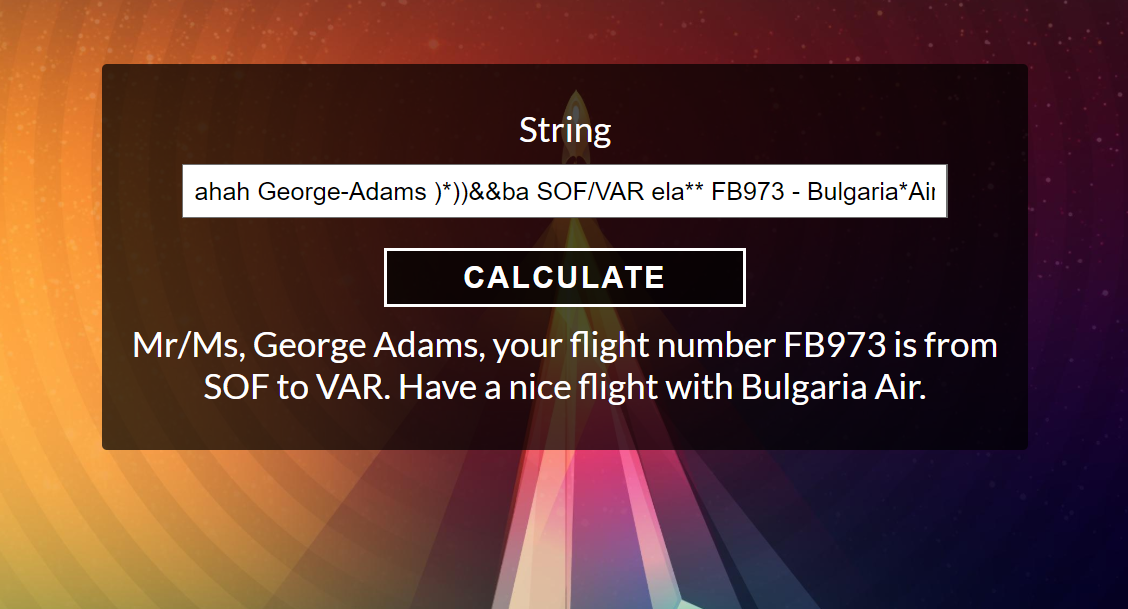 String
ahah George-Adams )*))&&ba SOF/VAR ela** FB973 - Bulgaria*Air
CALCULATE
Mr/Ms, George Adams, your flight number FB973 is from
SOF to VAR. Have a nice flight with Bulgaria Air.